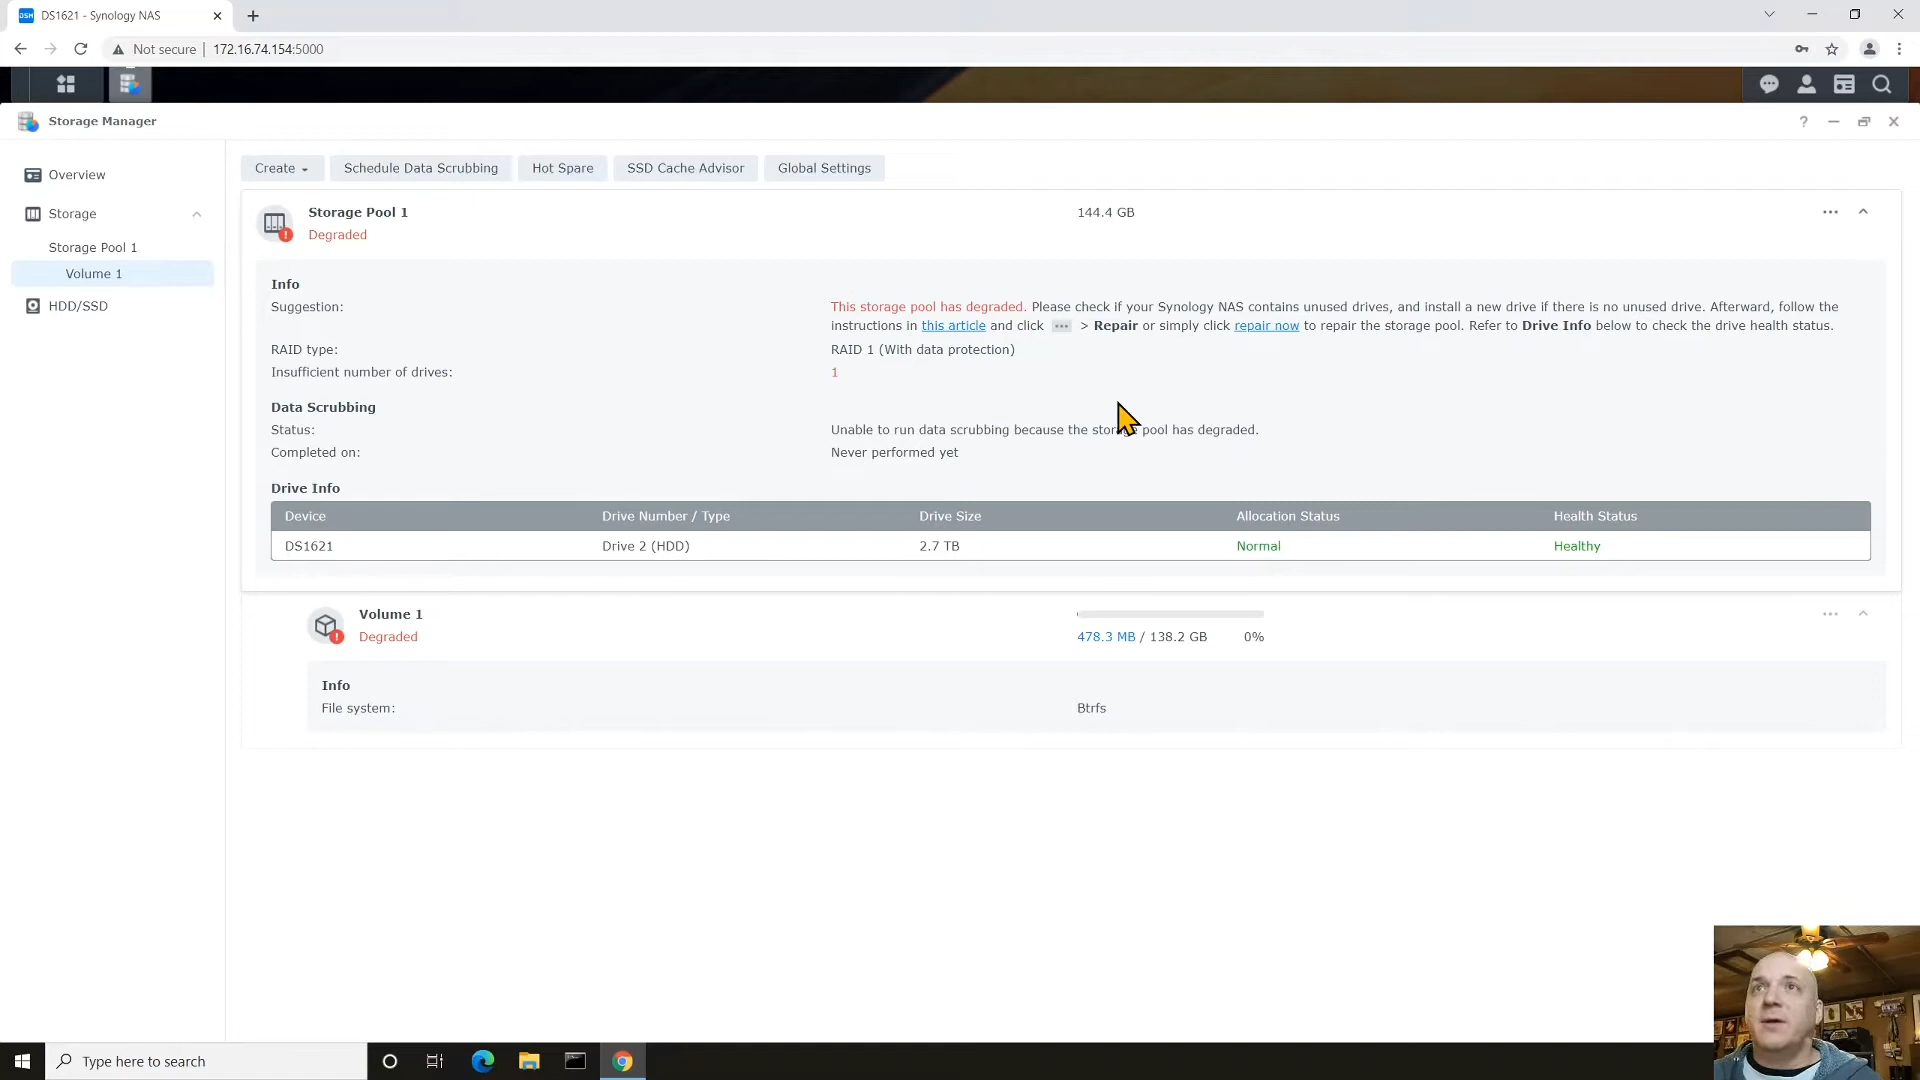 DS1621 - Synology NAS
Not secure
172.16.74.154:5000
Storage Manager
Overview
Storage
Storage Pool 1
Volume 1
HDD/SSD
Create
Schedule Data Scrubbing
Hot Spare
SSD Cache Advisor
Global Settings
Storage Pool 1
144.4 GB
Degraded
Info
Suggestion:
This storage pool has degraded. Please check if your Synology NAS contains unused drives, and install a new drive if there is no unused drive. Afterward, follow the
instructions in this article and click ··· > Repair or simply click repair now to repair the storage pool. Refer to Drive Info below to check the drive health status.
RAID type:
RAID 1 (With data protection)
Insufficient number of drives:
1
Data Scrubbing
Status:
Unable to run data scrubbing because the storage pool has degraded.
Completed on:
Never performed yet
Drive Info
Device Drive Number / Type Drive Size Allocation Status Health Status
DS1621 Drive 2 (HDD) 2.7 TB Normal Healthy
Volume 1
Degraded
478.3 MB / 138.2 GB 0%
Info
File system:
Btrfs
Type here to search